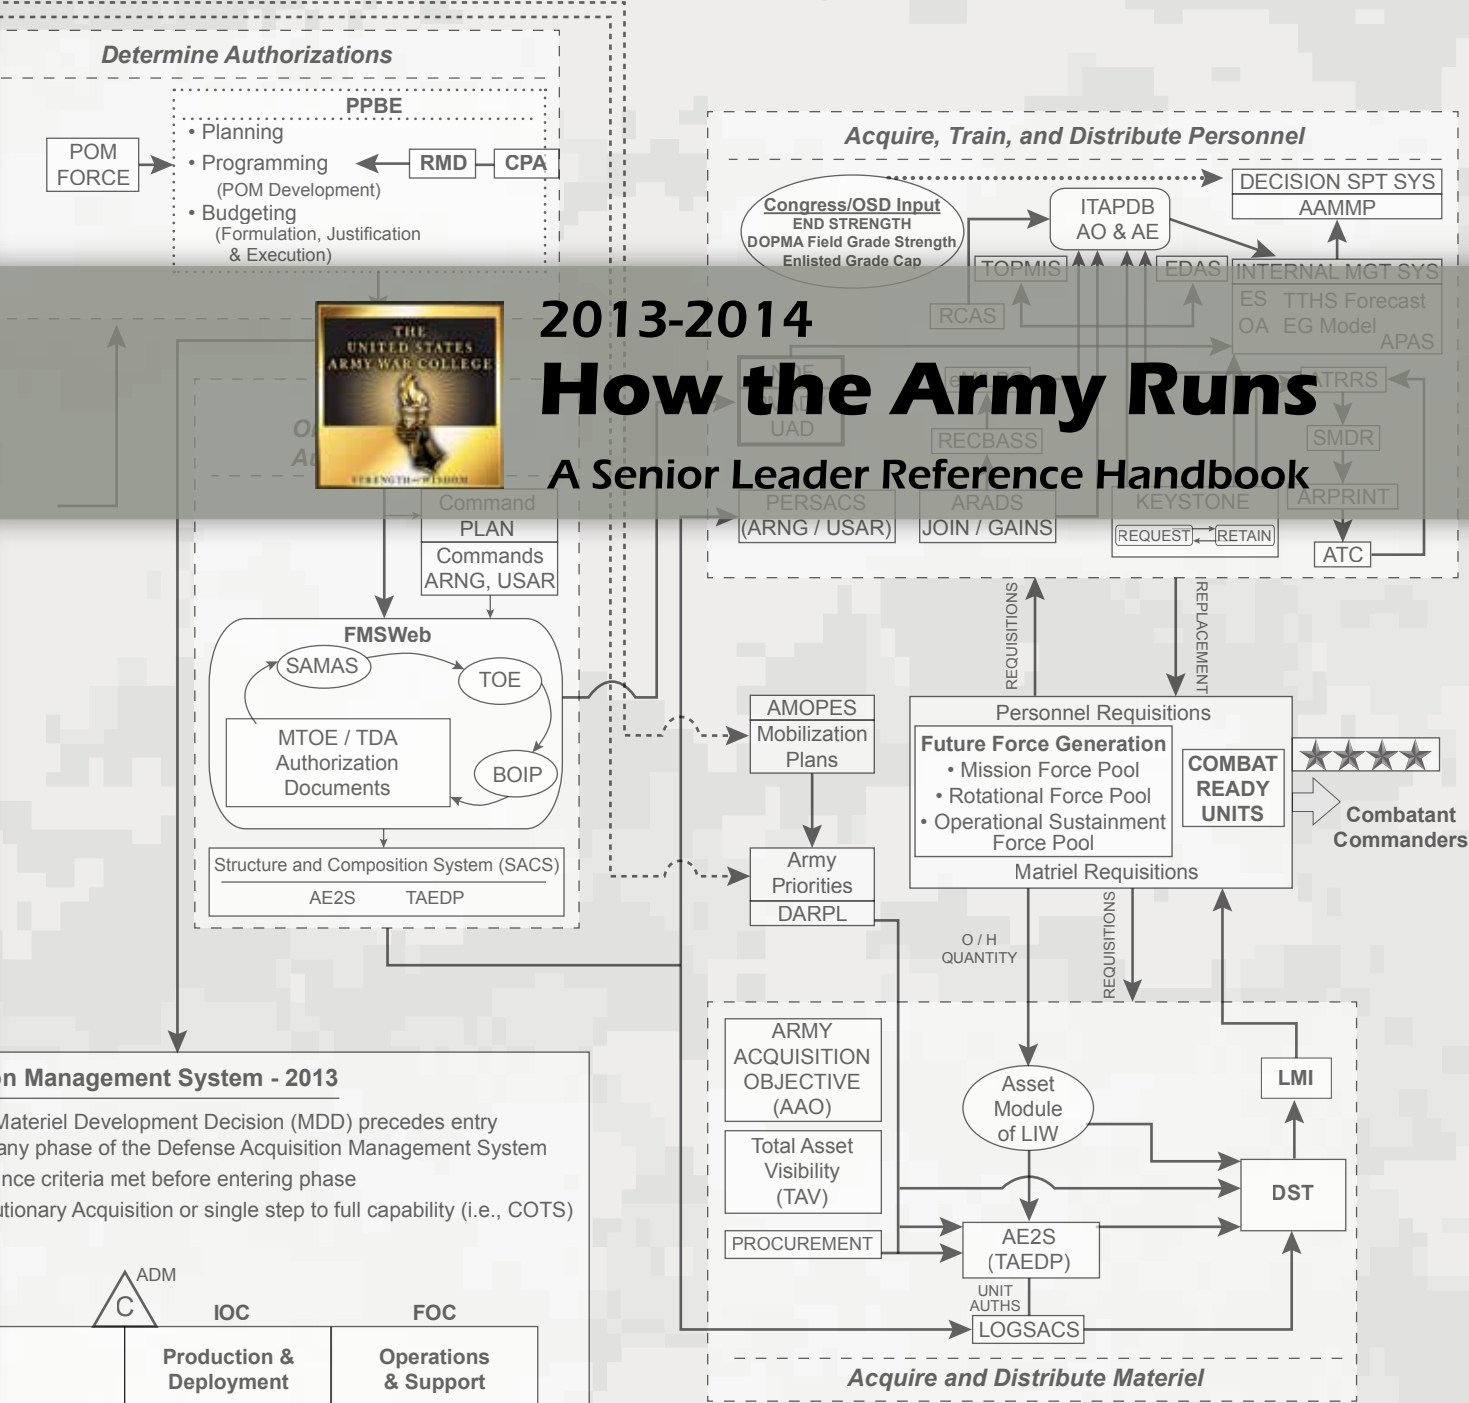 Determine Authorizations
PPBE
• Planning
• Programming
(POM Development)
• Budgeting
(Formulation, Justification
& Execution)
POM
FORCE
RMD
CPA
Acquire, Train, and Distribute Personnel
Congress/OSD Input
END STRENGTH
DOPMA Field Grade Strength
Enlisted Grade Cap
ITAPDB
AO & AE
DECISION SPT SYS
AAMMP
TOPMIS
EDAS
INTERNAL MGT SYS
ES TTHS Forecast
OA EG Model
APAS
RCAS
THE
UNITED STATES
ARMY WAR COLLEGE
STRENGTH WISDOM
2013-2014
How the Army Runs
A Senior Leader Reference Handbook
UAD
ATRRS
RECBASS
SMDR
PERSACS
(ARNG / USAR)
ARADS
JOIN / GAINS
KEYSTONE
REQUEST
RETAIN
ARPRINT
ATC
Command
PLAN
Commands
ARNG, USAR
FMSWeb
SAMAS
TOE
MTOE / TDA
Authorization
Documents
BOIP
Structure and Composition System (SACS)
AE2S TAEDP
REQUISITIONS
REPLACEMENT
AMOPES
Mobilization
Plans
Army
Priorities
DARPL
Personnel Requisitions
Future Force Generation
• Mission Force Pool
• Rotational Force Pool
• Operational Sustainment
Force Pool
Matriel Requisitions
COMBAT
READY
UNITS
Combatant
Commanders
O / H
QUANTITY
REQUISITIONS
ARMY
ACQUISITION
OBJECTIVE
(AAO)
Total Asset
Visibility
(TAV)
PROCUREMENT
Asset
Module
of LIW
LMI
DST
AE2S
(TAEDP)
UNIT
AUTHS
LOGSACS
Acquire and Distribute Materiel
n Management System - 2013
Materiel Development Decision (MDD) precedes entry
any phase of the Defense Acquisition Management System
nce criteria met before entering phase
utionary Acquisition or single step to full capability (i.e., COTS)
ADM
C
IOC
FOC
Production &
Deployment
Operations
& Support